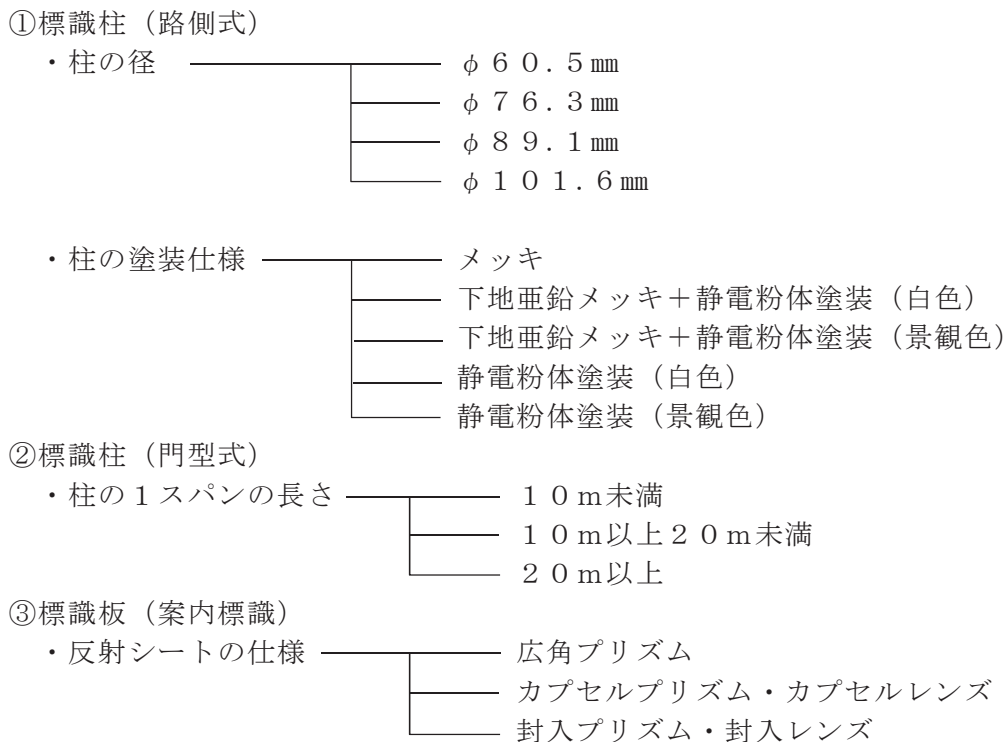 ①標識柱（路側式）
・柱の径 φ６０.５㎜
φ７６.３㎜
φ８９.１㎜
φ１０１.６㎜
・柱の塗装仕様 メッキ
下地亜鉛メッキ＋静電粉体塗装（白色）
下地亜鉛メッキ＋静電粉体塗装（景観色）
静電粉体塗装（白色）
静電粉体塗装（景観色）
②標識柱（門型式）
・柱の１スパンの長さ １０ｍ未満
１０ｍ以上２０ｍ未満
２０ｍ以上
③標識板（案内標識）
・反射シートの仕様 広角プリズム
カプセルプリズム・カプセルレンズ
封入プリズム・封入レンズ